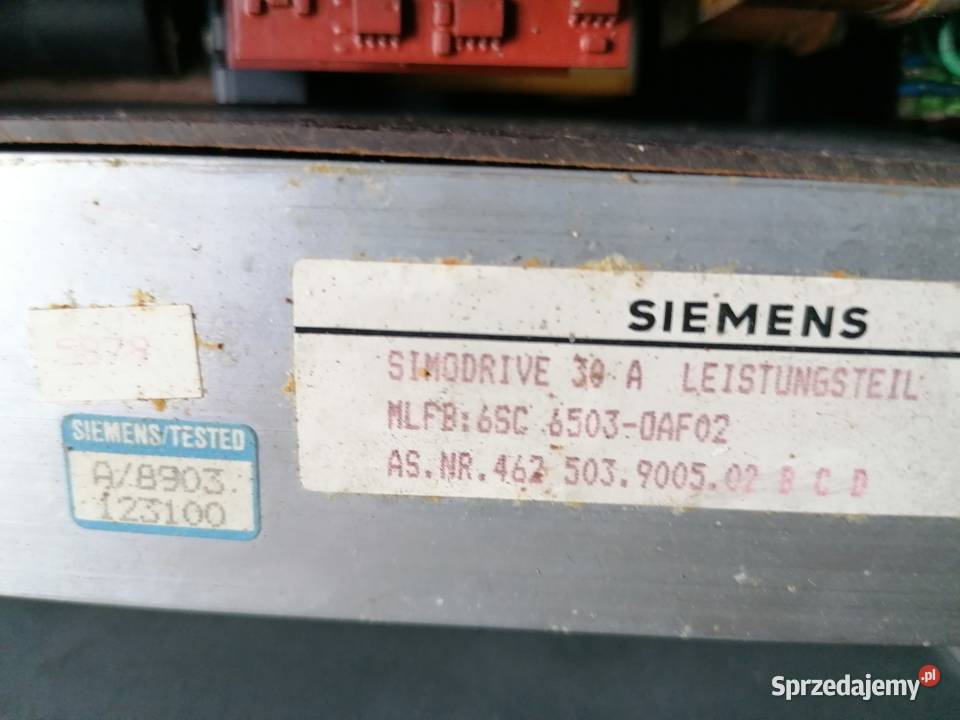 SIEMENS
SIMODRIVE 30 A LEISTUNGSTEIL
MLFB:6SC 6503-0AF02
AS.NR.462 503.9005.02 B C D
SIEMENS/TESTED
A/8903
123100
Sprzedajemy.pl